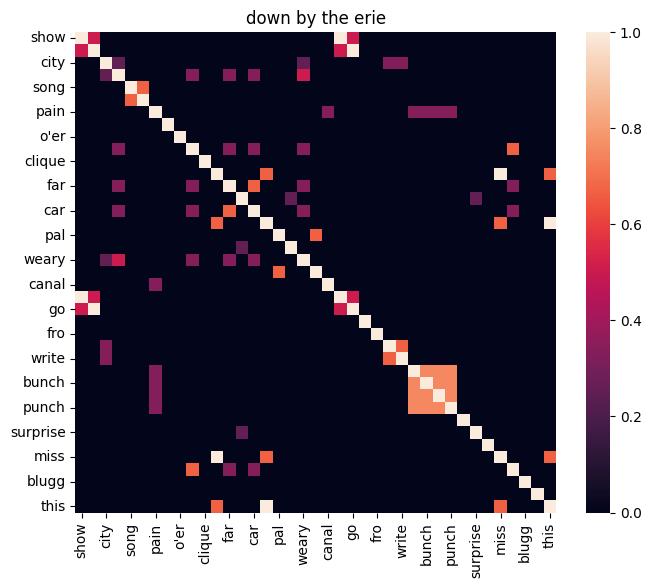 down by the erie
show
city
song
pain
o'er
clique
far
car
pal
weary
canal
go
fro
write
bunch
punch
surprise
miss
blugg
this
show
city
song
pain
o'er
clique
far
car
pal
weary
canal
go
fro
write
bunch
punch
surprise
miss
blugg
this
1.0
0.8
0.6
0.4
0.2
0.0